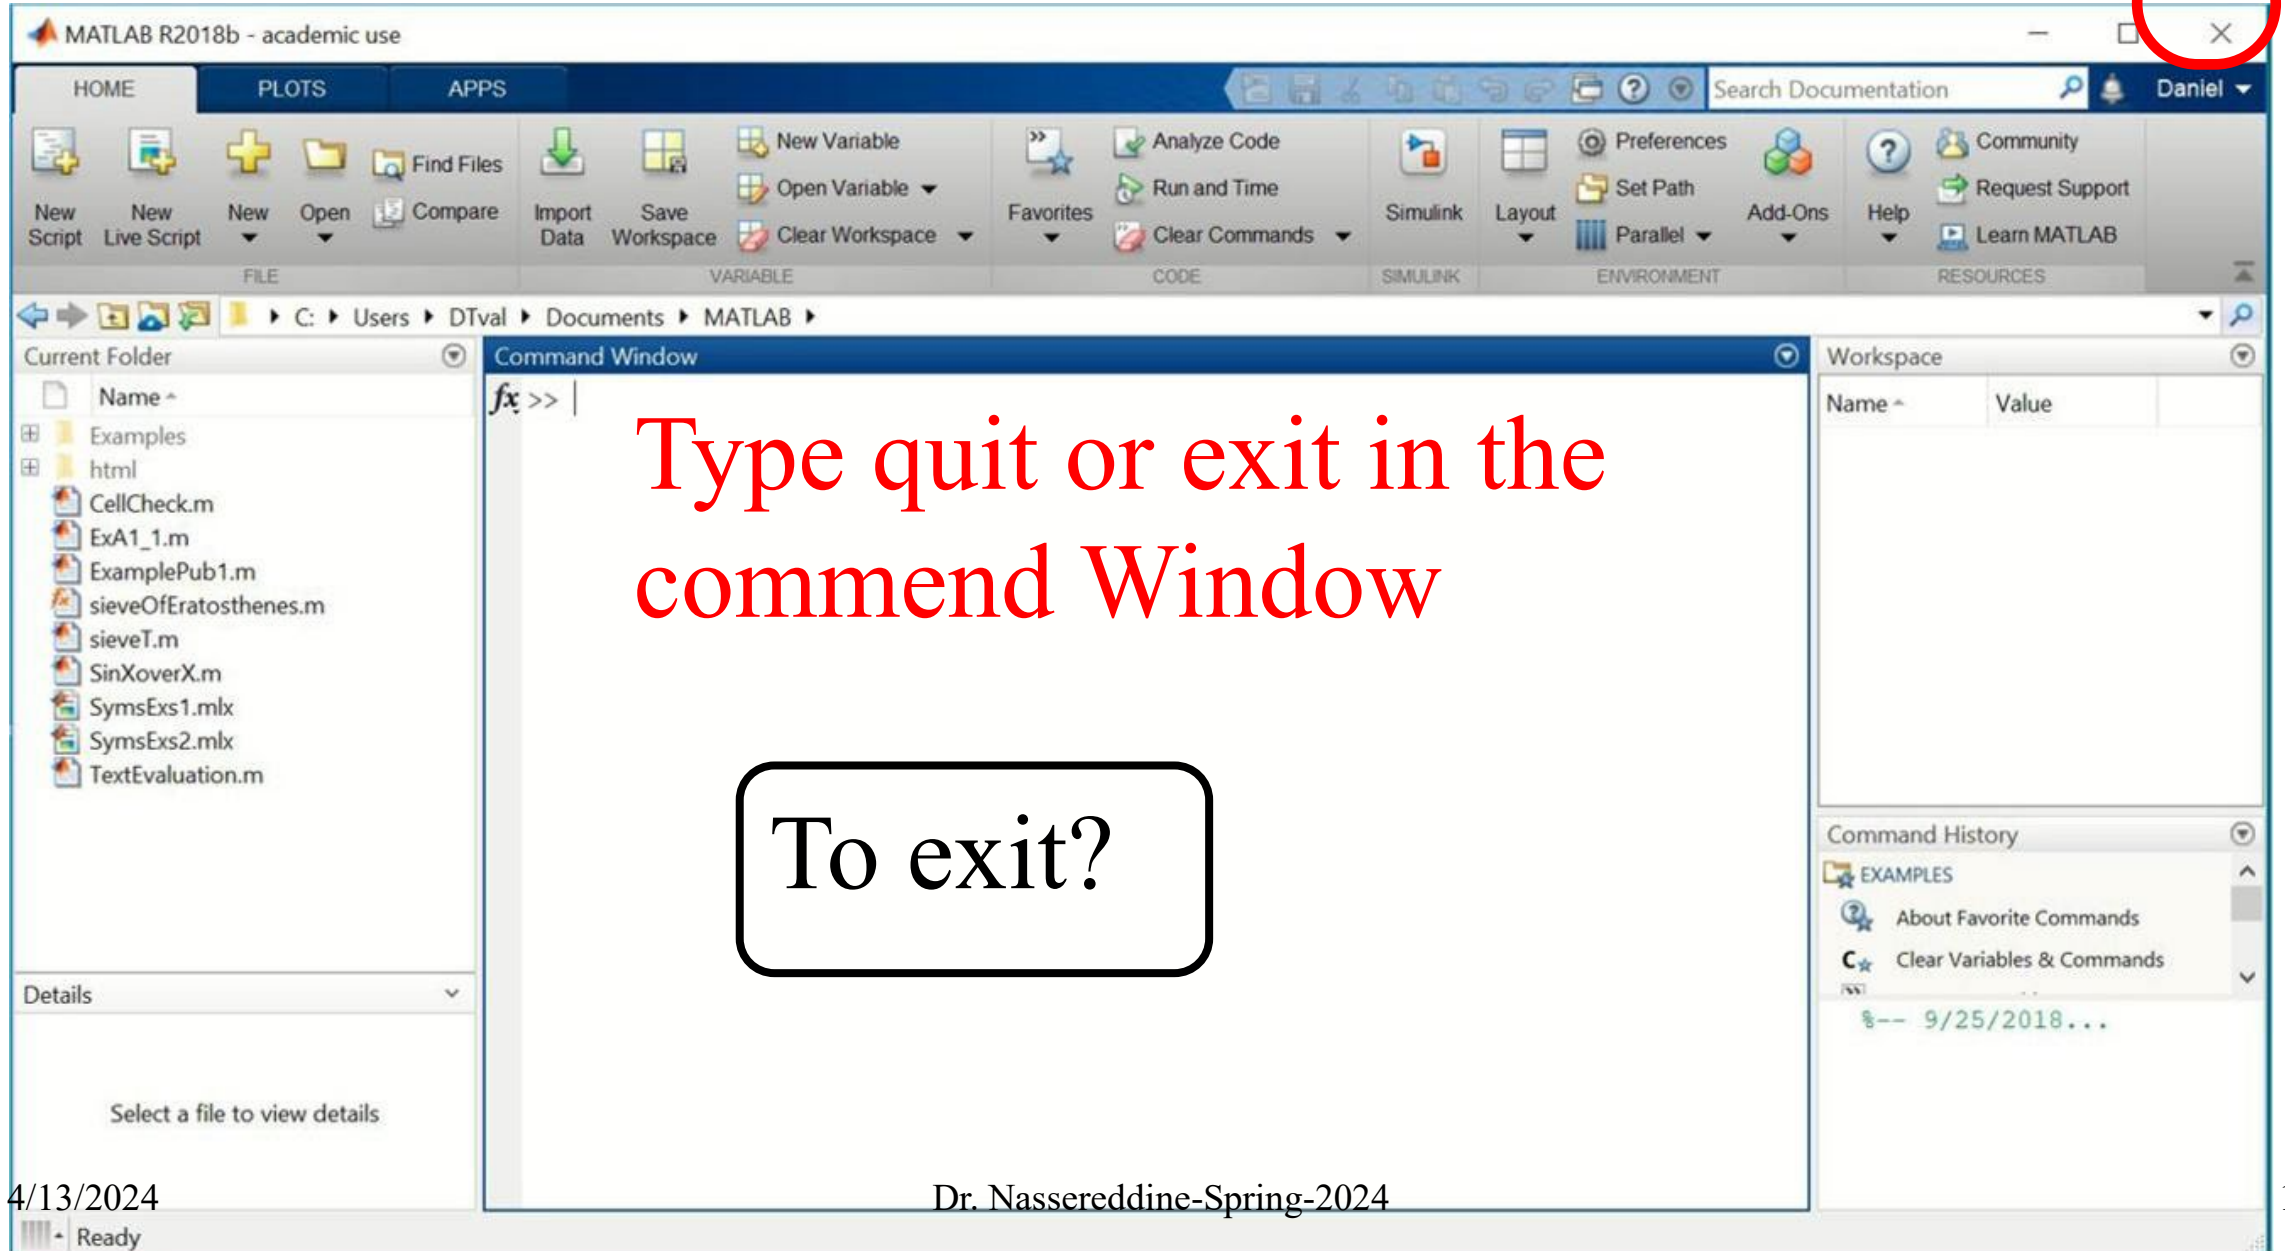 MATLAB R2018b - academic use
HOME PLOTS APPS Search Documentation Daniel
New Script
New Live Script
New
Open
Find Files
Compare
Import Data
Save Workspace
New Variable
Open Variable
Clear Workspace
Favorites
Analyze Code
Run and Time
Clear Commands
Simulink
Layout
Preferences
Set Path
Parallel
Add-Ons
Help
Community
Request Support
Learn MATLAB
FILE VARIABLE CODE SIMULINK ENVIRONMENT RESOURCES
C: Users DTval Documents MATLAB
Current Folder
Name
Examples
html
CellCheck.m
ExA1_1.m
ExamplePub1.m
sieveOfEratosthenes.m
sieveT.m
SinXoverX.m
SymsExs1.mlx
SymsExs2.mlx
TextEvaluation.m
Details
Select a file to view details
Command Window
fx >>
Type quit or exit in the
commend Window
To exit?
Workspace
Name Value
Command History
EXAMPLES
About Favorite Commands
Clear Variables & Commands
%-- 9/25/2018...
4/13/2024
Dr. Nassereddine-Spring-2024
Ready